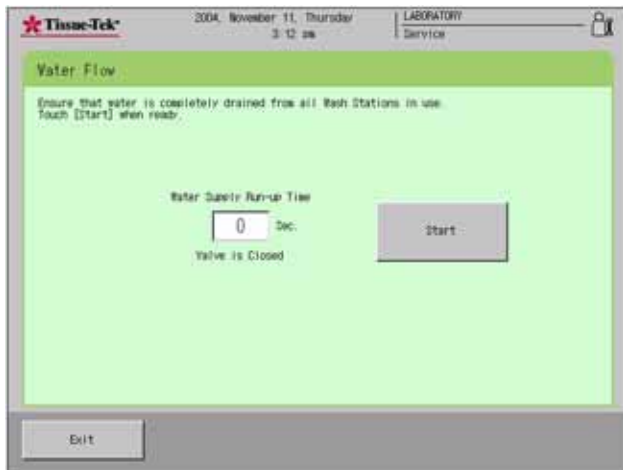 Tissue-Tek®
2004, November 11, Thursday
3:12 pm
LABORATORY
Service
Water Flow
Ensure that water is completely drained from all Wash Stations in use.
Touch [Start] when ready.
Water Supply Run-up Time
0 Sec.
Valve is Closed
Start
Exit